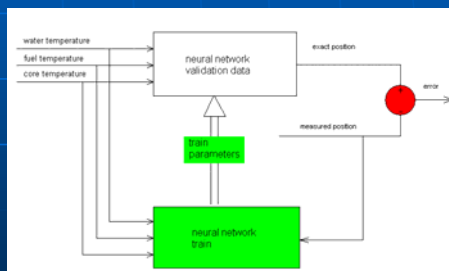 water temperature
fuel temperature
core temperature
neural network
validation data
exact position
error
measured position
train
parameters
neural network
train